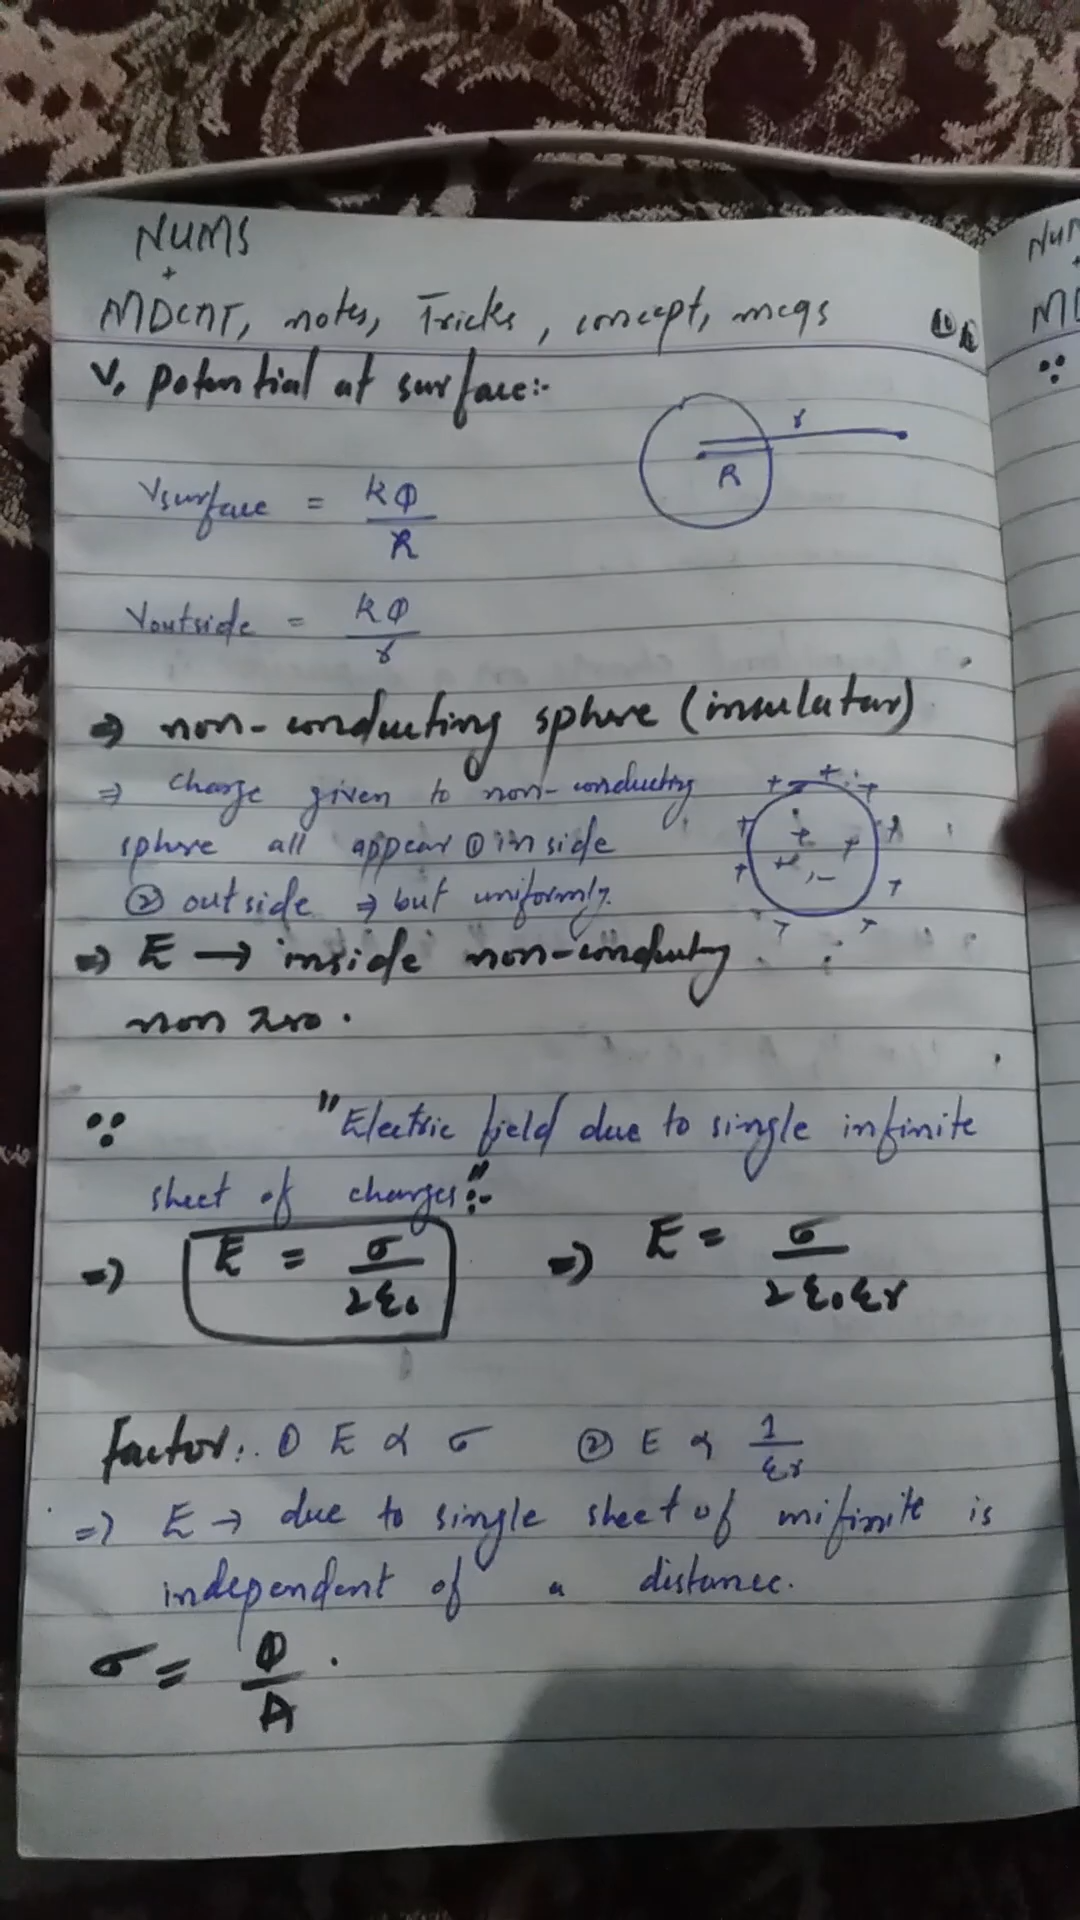 NUMS
+
MDCAT, notes, Tricks, concept, mcqs
V. potential at surface:-
r
R
Vsurface = kQ/R
Voutside = kQ/r
⇒ non-conducting sphere (insulator)
⇒ charge given to non-conducting
sphere all appear ① inside
② outside ⇒ but uniformly.
⇒ E → inside non-conducting
non zero.
"Electric field due to single infinite
sheet of charges":-
⇒ E = σ/2ε₀ ⇒ E = σ/2ε₀εr
Factor:. ① E ∝ σ ② E ∝ 1/εr
⇒ E → due to single sheet of infinite is
independent of a distance.
σ = Q/A .